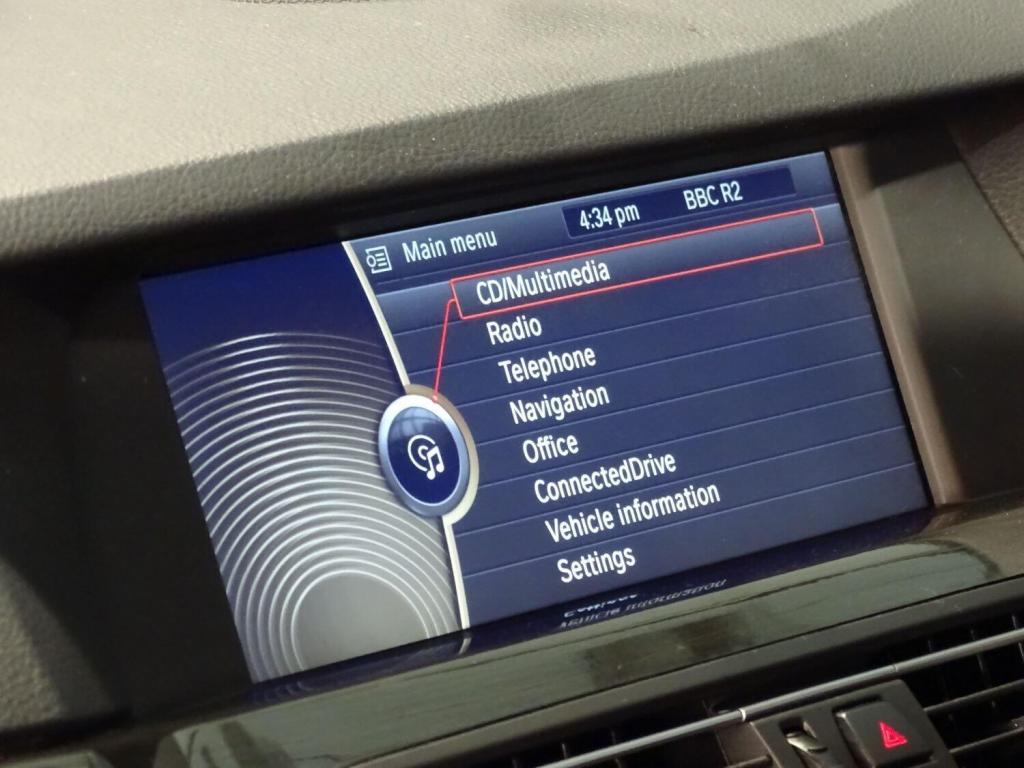 Main menu 4:34 pm BBC R2
CD/Multimedia
Radio
Telephone
Navigation
Office
ConnectedDrive
Vehicle information
Settings